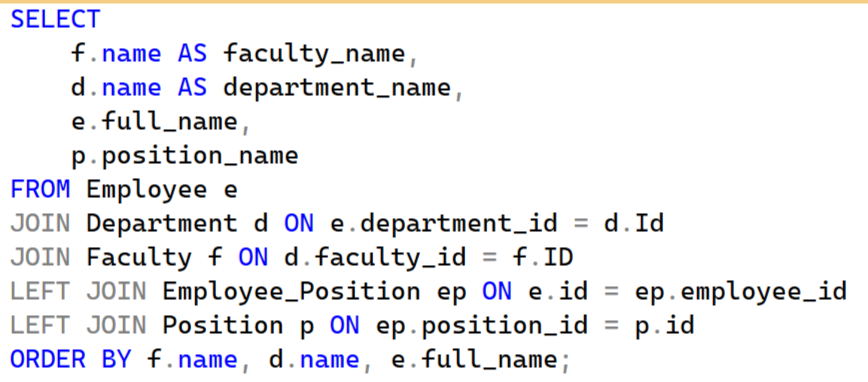 SELECT
    f.name AS faculty_name,
    d.name AS department_name,
    e.full_name,
    p.position_name
FROM Employee e
JOIN Department d ON e.department_id = d.Id
JOIN Faculty f ON d.faculty_id = f.ID
LEFT JOIN Employee_Position ep ON e.id = ep.employee_id
LEFT JOIN Position p ON ep.position_id = p.id
ORDER BY f.name, d.name, e.full_name;